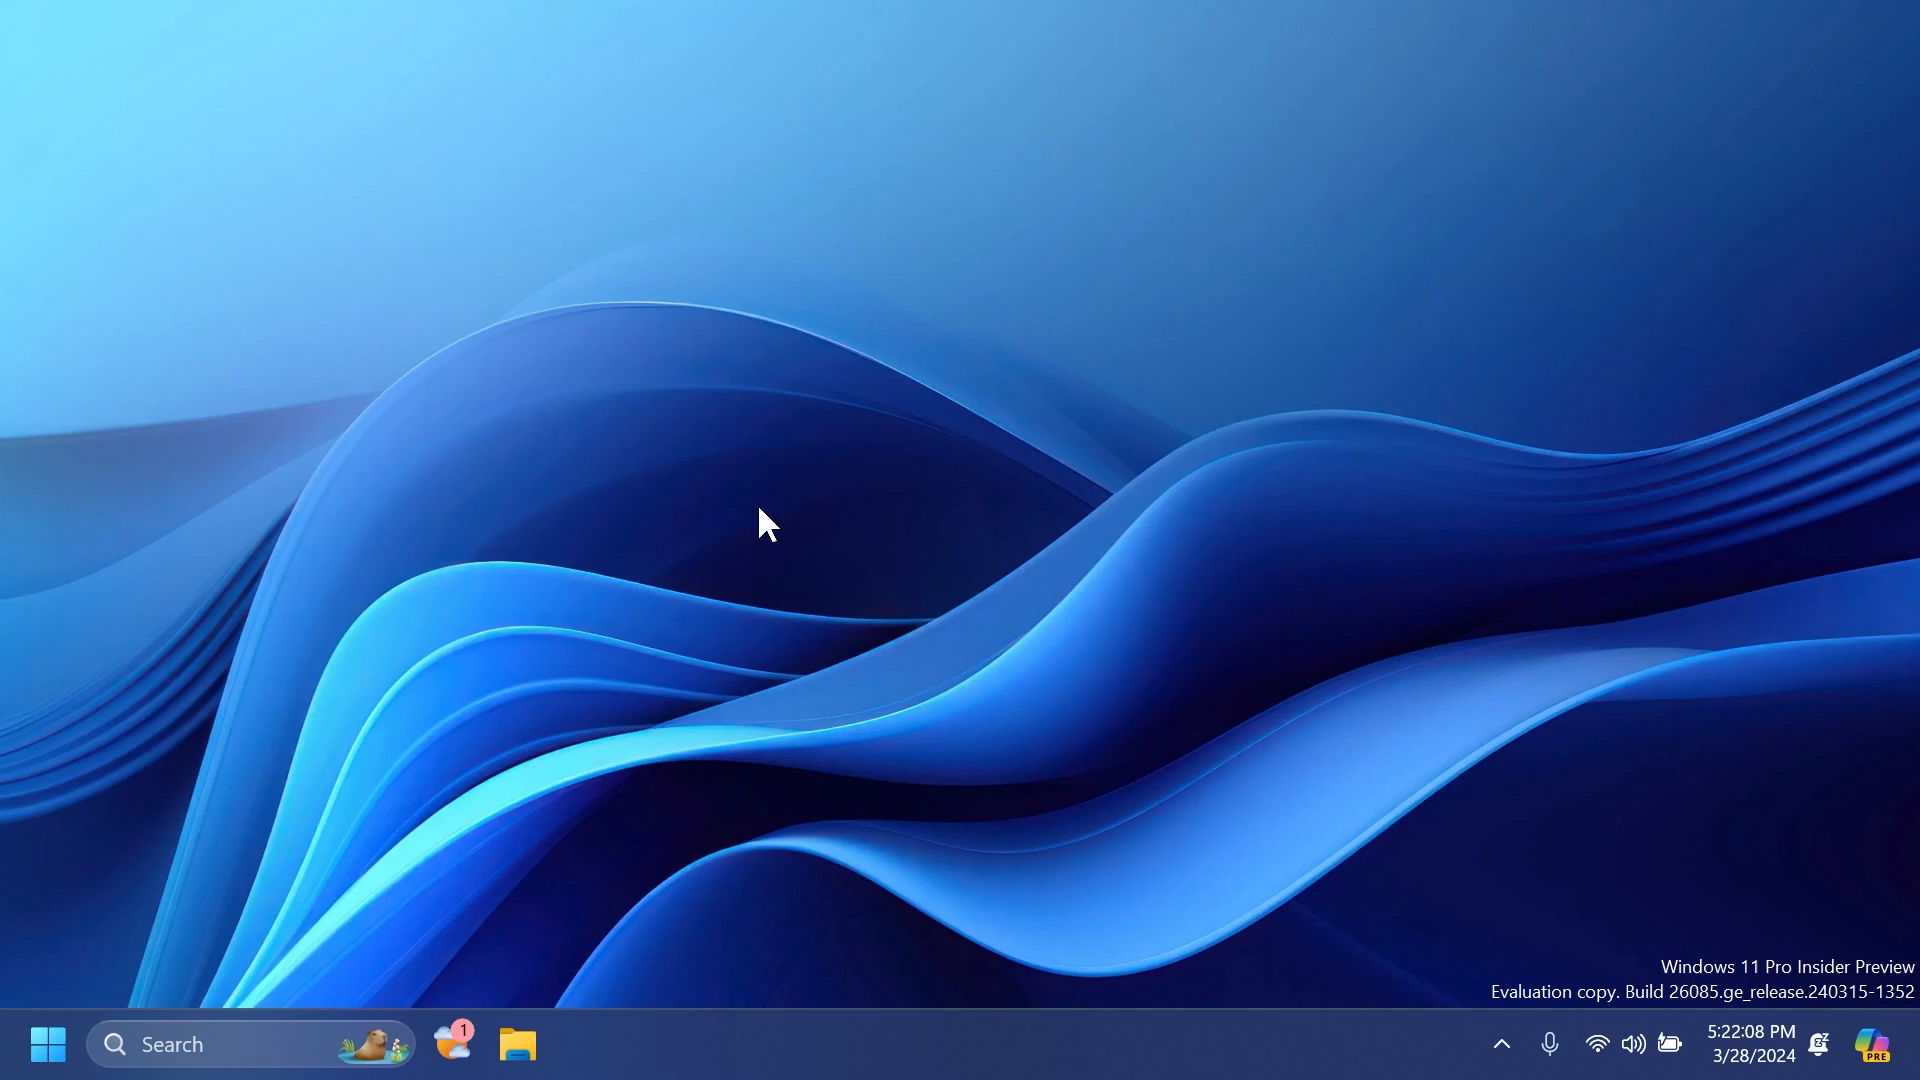 Windows 11 Pro Insider Preview
Evaluation copy. Build 26085.ge_release.240315-1352
Search
1
5:22:08 PM
3/28/2024
PRE